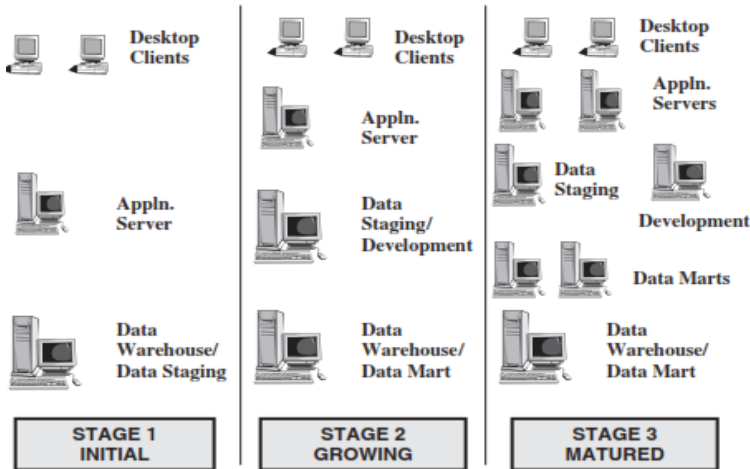 Desktop
Clients
Appln.
Server
Data
Warehouse/
Data Staging
STAGE 1
INITIAL
Desktop
Clients
Appln.
Server
Data
Staging/
Development
Data
Warehouse/
Data Mart
STAGE 2
GROWING
Desktop
Clients
Appln.
Servers
Data
Staging
Development
Data Marts
Data
Warehouse/
Data Mart
STAGE 3
MATURED